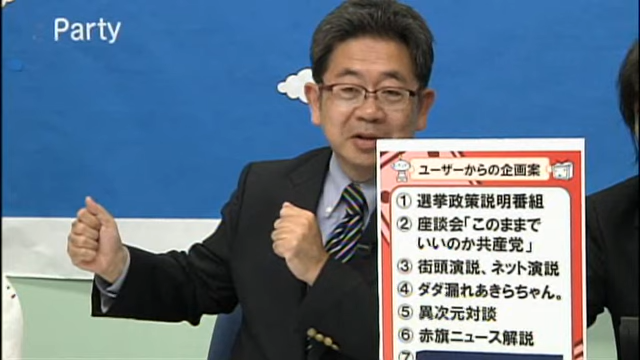 Party
ユーザーからの企画案
① 選挙政策説明番組
② 座談会「このままで
いいのか共産党」
③ 街頭演説、ネット演説
④ ダダ漏れあきらちゃん。
⑤ 異次元対談
⑥ 赤旗ニュース解説
⑦